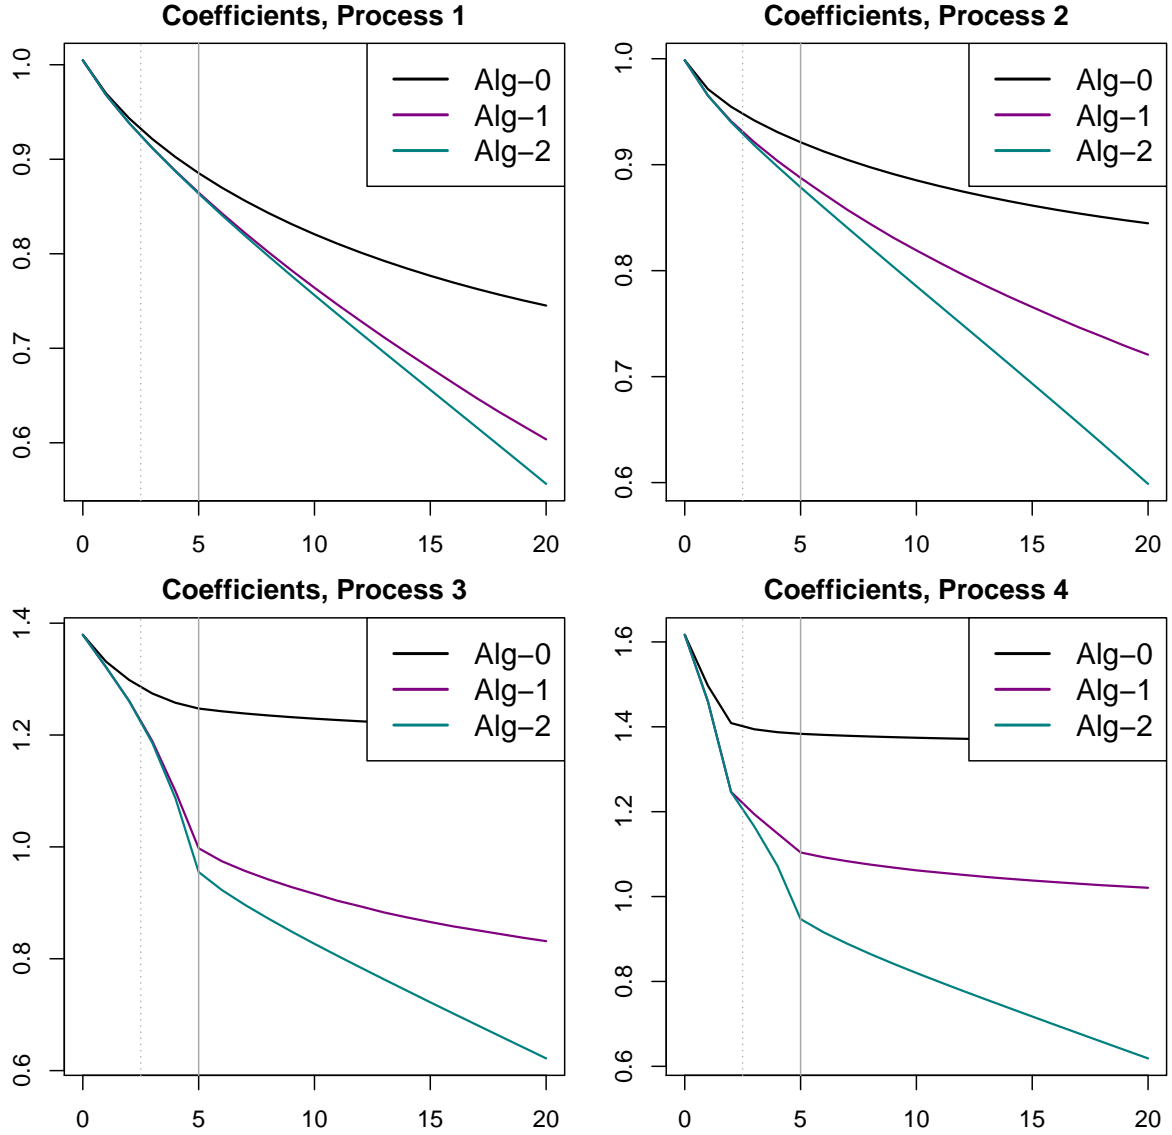 Coefficients, Process 1
1.0
0.9
0.8
0.7
0.6
0 5 10 15 20
Alg−0
Alg−1
Alg−2
Coefficients, Process 2
1.0
0.9
0.8
0.7
0.6
0 5 10 15 20
Alg−0
Alg−1
Alg−2
Coefficients, Process 3
1.4
1.2
1.0
0.8
0.6
0 5 10 15 20
Alg−0
Alg−1
Alg−2
Coefficients, Process 4
1.6
1.4
1.2
1.0
0.8
0.6
0 5 10 15 20
Alg−0
Alg−1
Alg−2